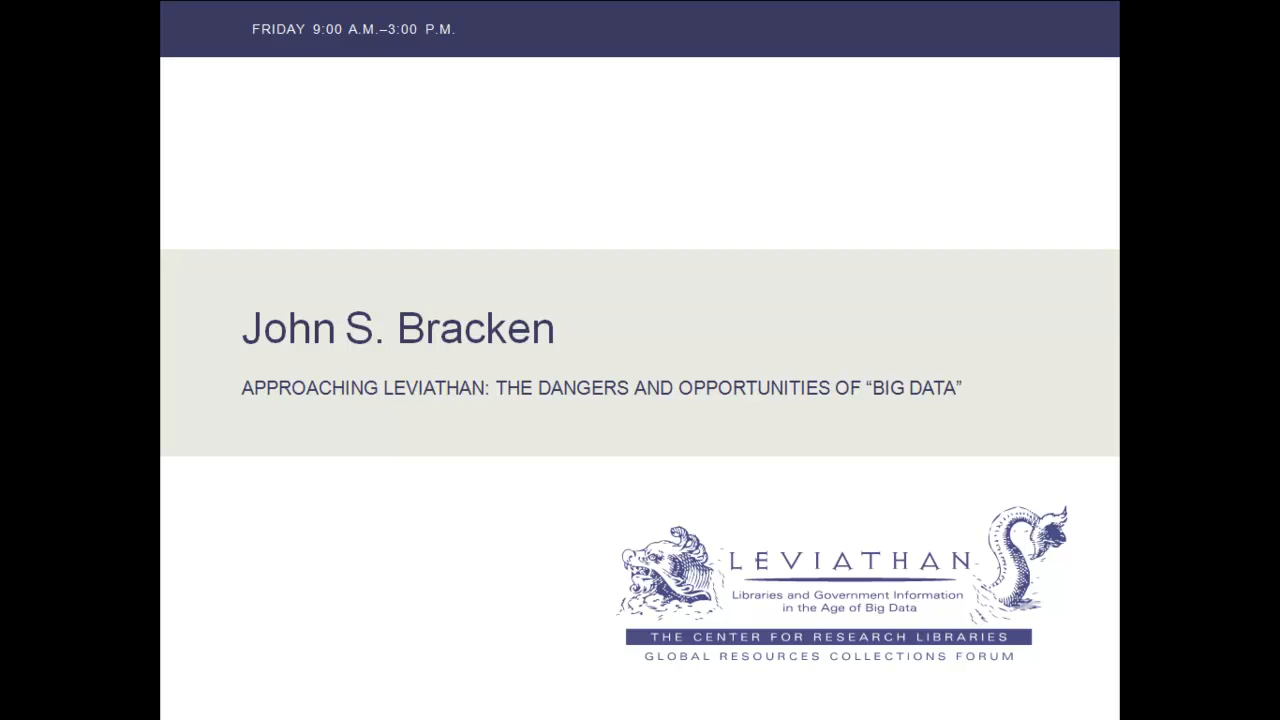 FRIDAY 9:00 A.M.–3:00 P.M.
John S. Bracken
APPROACHING LEVIATHAN: THE DANGERS AND OPPORTUNITIES OF “BIG DATA”
LEVIATHAN
Libraries and Government Information
in the Age of Big Data
THE CENTER FOR RESEARCH LIBRARIES
GLOBAL RESOURCES COLLECTIONS FORUM